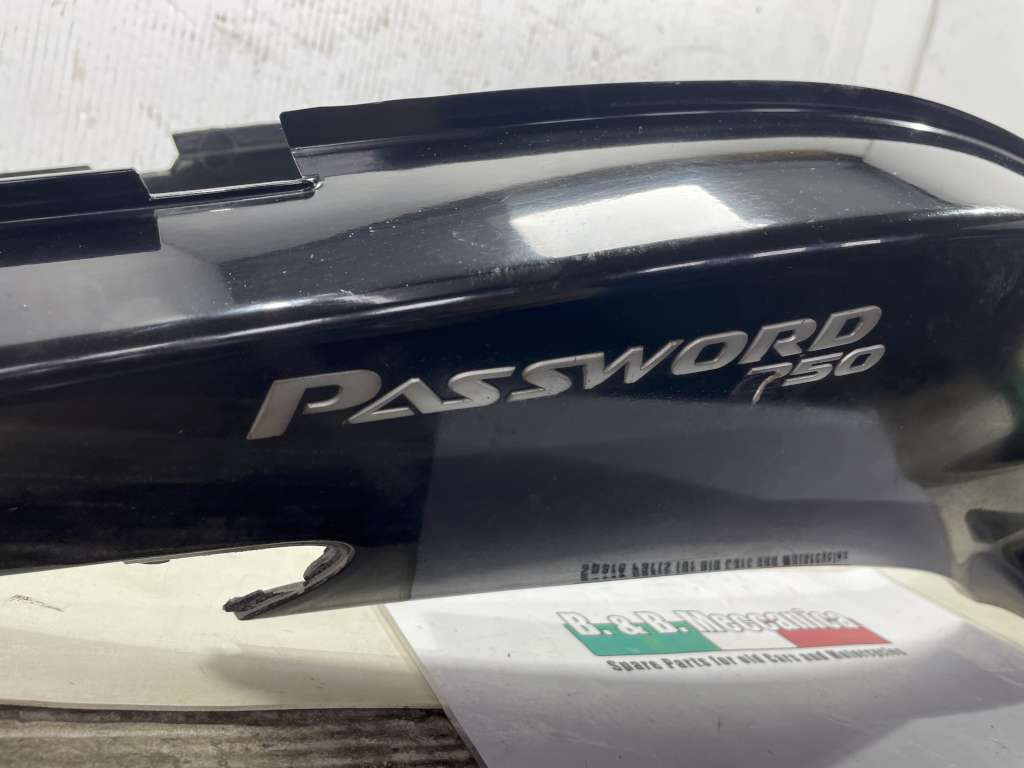 PASSWORD
750
B. & B. Meccanica
Spare Parts for old Cars and Motorcycles